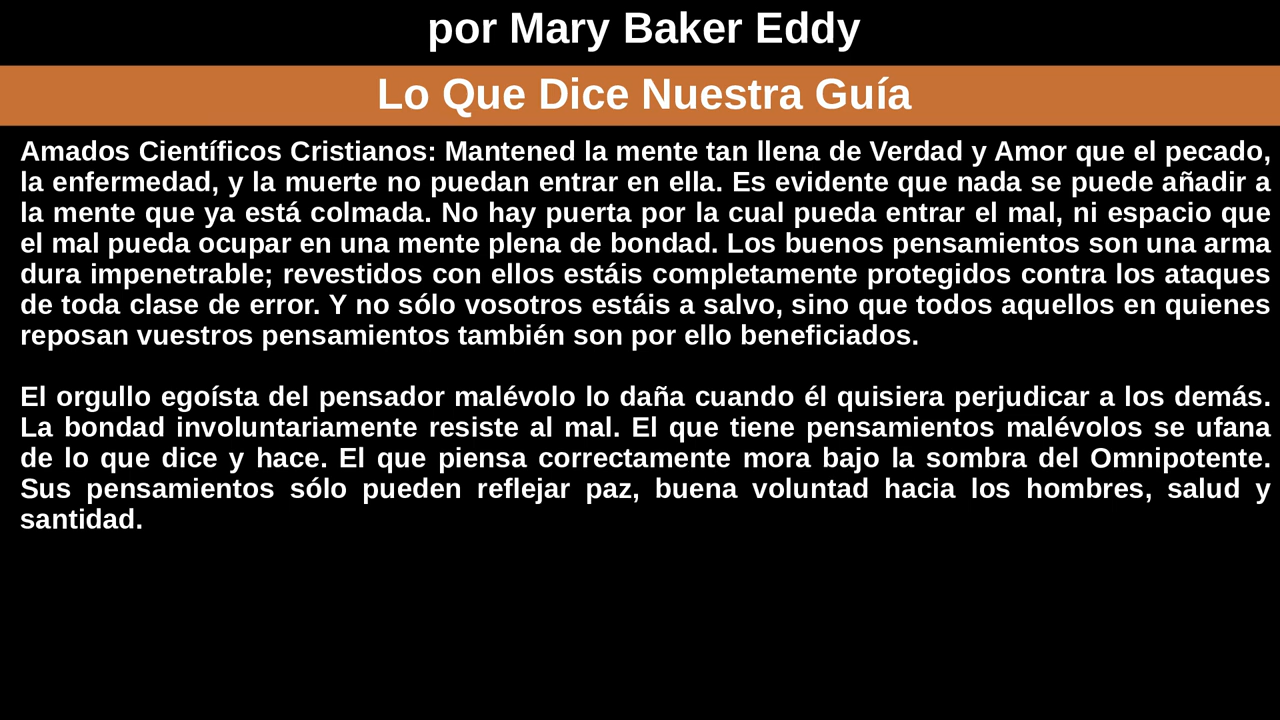 por Mary Baker Eddy
Lo Que Dice Nuestra Guía
Amados Científicos Cristianos: Mantened la mente tan llena de Verdad y Amor que el pecado,
la enfermedad, y la muerte no puedan entrar en ella. Es evidente que nada se puede añadir a
la mente que ya está colmada. No hay puerta por la cual pueda entrar el mal, ni espacio que
el mal pueda ocupar en una mente plena de bondad. Los buenos pensamientos son una arma
dura impenetrable; revestidos con ellos estáis completamente protegidos contra los ataques
de toda clase de error. Y no sólo vosotros estáis a salvo, sino que todos aquellos en quienes
reposan vuestros pensamientos también son por ello beneficiados.
El orgullo egoísta del pensador malévolo lo daña cuando él quisiera perjudicar a los demás.
La bondad involuntariamente resiste al mal. El que tiene pensamientos malévolos se ufana
de lo que dice y hace. El que piensa correctamente mora bajo la sombra del Omnipotente.
Sus pensamientos sólo pueden reflejar paz, buena voluntad hacia los hombres, salud y
santidad.